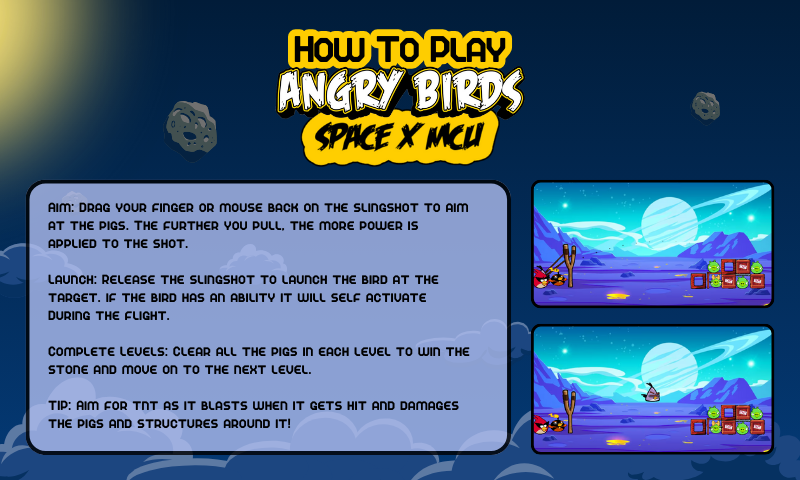 How To Play
ANGRY BIRDS
SPACE X MCU
Aim: Drag your finger or mouse back on the slingshot to aim
at the pigs. The further you pull, the more power is
applied to the shot.
Launch: Release the slingshot to launch the bird at the
target. If the bird has an ability it will self activate
during the flight.
Complete levels: Clear all the pigs in each level to win the
stone and move on to the next level.
Tip: Aim for TNT as it blasts when it gets hit and damages
the pigs and structures around it!